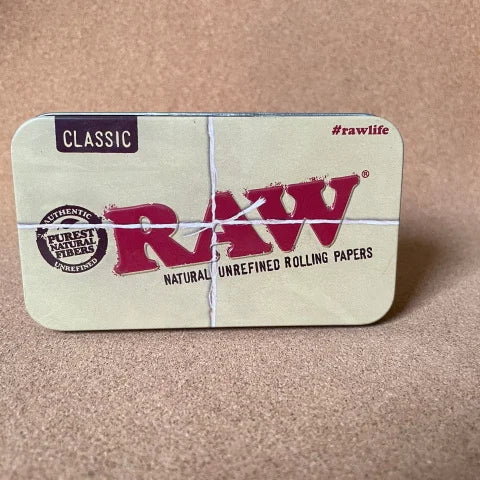 CLASSIC
#rawlife
AUTHENTIC
PUREST
NATURAL
FIBERS
UNREFINED
RAW®
NATURAL UNREFINED ROLLING PAPERS